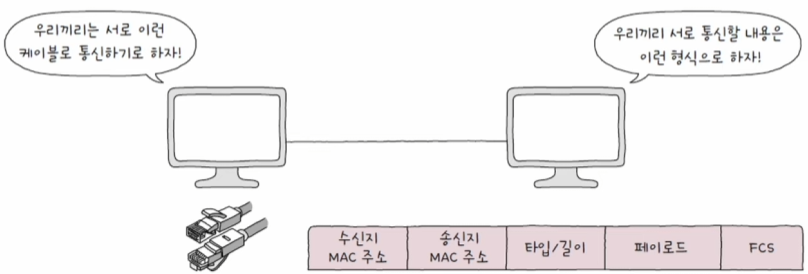 우리끼리는 서로 이런
케이블로 통신하기로 하자!
우리끼리 서로 통신할 내용은
이런 형식으로 하자!
수신지
MAC 주소
송신지
MAC 주소
타입/길이
페이로드
FCS